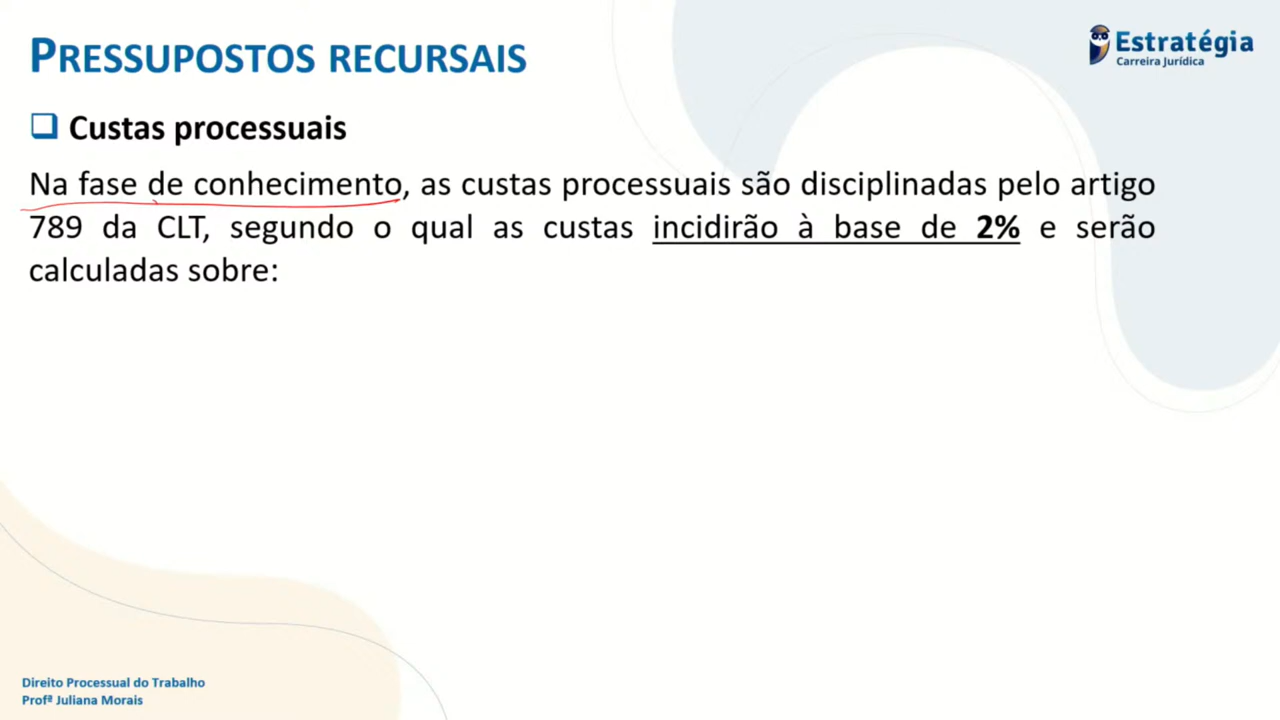 PRESSUPOSTOS RECURSAIS
Estratégia
Carreira Jurídica
Custas processuais
Na fase de conhecimento, as custas processuais são disciplinadas pelo artigo
789 da CLT, segundo o qual as custas incidirão à base de 2% e serão
calculadas sobre:
Direito Processual do Trabalho
Profª Juliana Morais